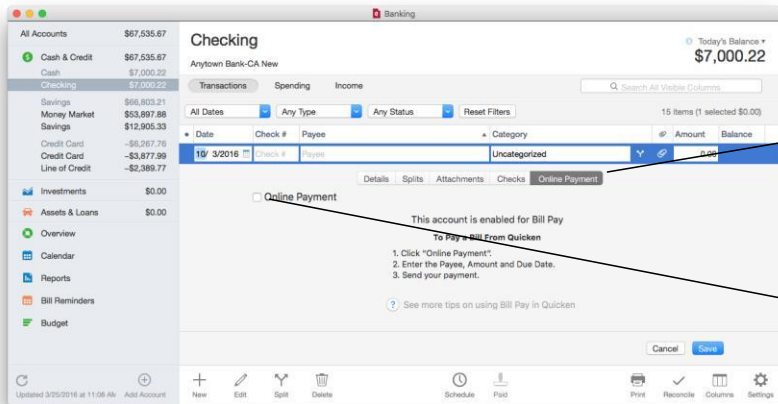 Banking
All Accounts $67,535.67
Cash & Credit $67,535.67
Cash $7,000.22
Checking $7,000.22
Savings $66,803.21
Money Market $53,897.88
Savings $12,905.33
Credit Card -$6,267.76
Credit Card -$3,877.99
Line of Credit -$2,389.77
Investments $0.00
Assets & Loans $0.00
Overview
Calendar
Reports
Bill Reminders
Budget
Updated 3/25/2016 at 11:08 AM Add Account
Checking
Anytown Bank-CA New
Today's Balance
$7,000.22
Transactions Spending Income
Search All Visible Columns
All Dates Any Type Any Status Reset Filters 15 items (1 selected $0.00)
Date Check # Payee Category Amount Balance
10/ 3/2016 Check # Payee Uncategorized 0.00
Details Splits Attachments Checks Online Payment
Online Payment
This account is enabled for Bill Pay
To Pay a Bill From Quicken
1. Click "Online Payment".
2. Enter the Payee, Amount and Due Date.
3. Send your payment.
? See more tips on using Bill Pay in Quicken
Cancel Save
New Edit Split Delete Schedule Paid Print Reconcile Columns Settings